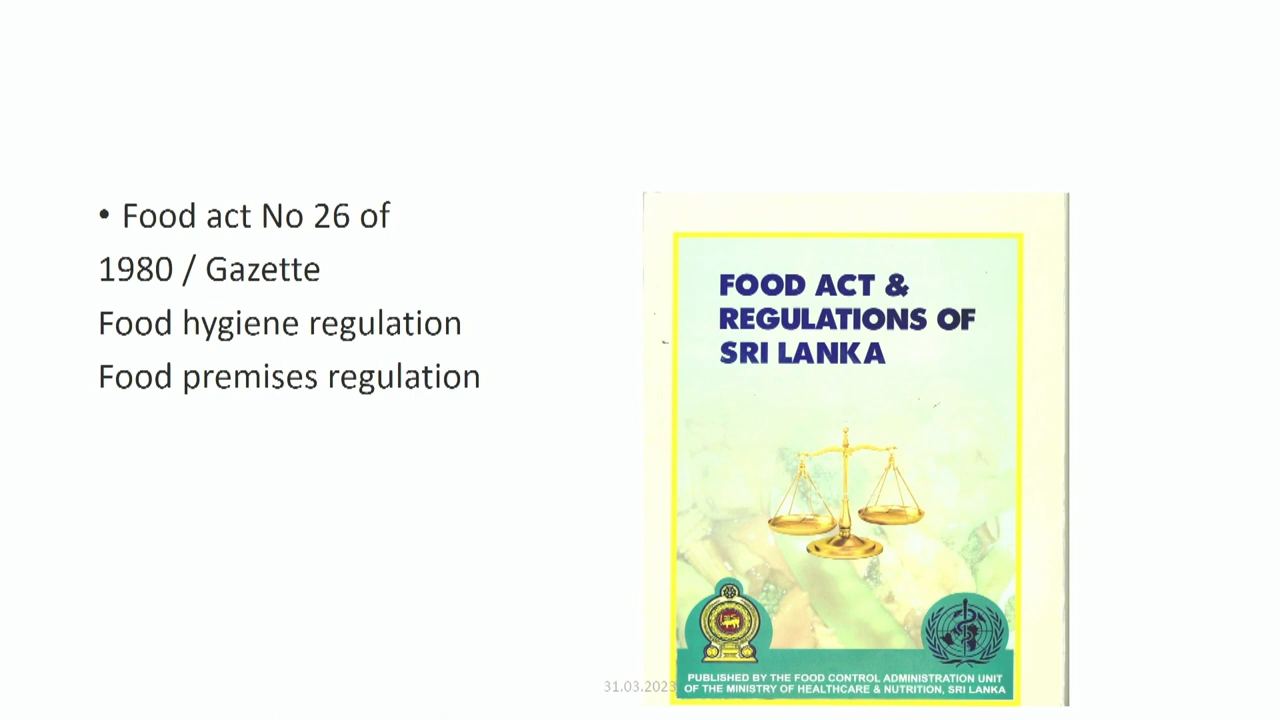 • Food act No 26 of
1980 / Gazette
Food hygiene regulation
Food premises regulation
FOOD ACT &
REGULATIONS OF
SRI LANKA
PUBLISHED BY THE FOOD CONTROL ADMINISTRATION UNIT
OF THE MINISTRY OF HEALTHCARE & NUTRITION, SRI LANKA
31.03.2023